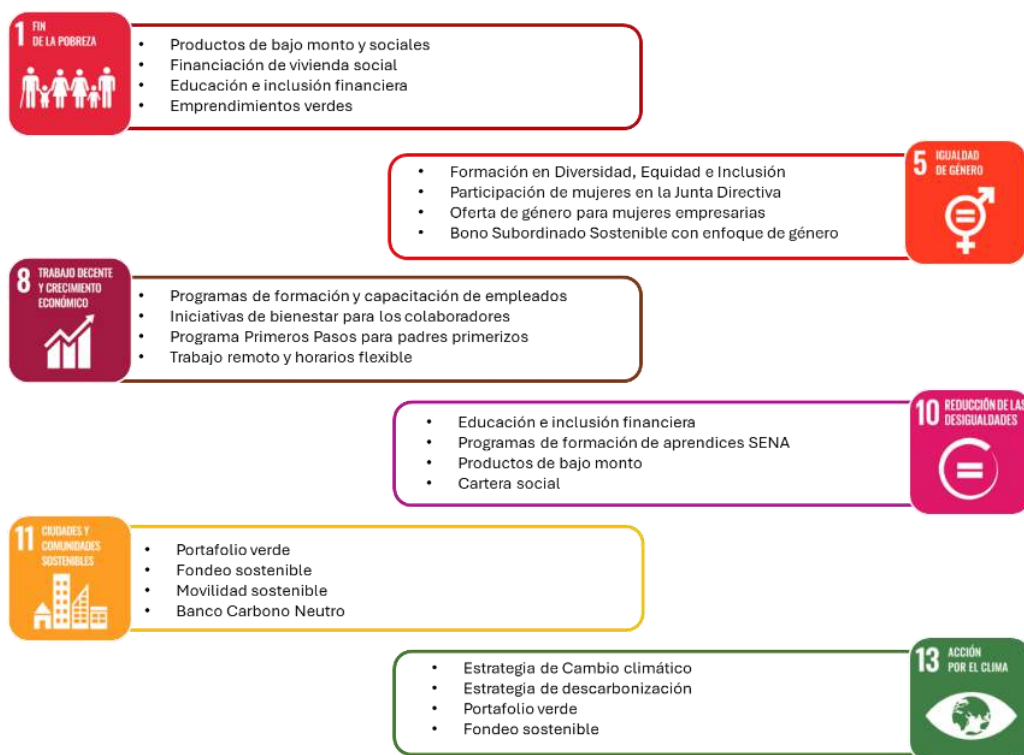 1 FIN
DE LA POBREZA
• Productos de bajo monto y sociales
• Financiación de vivienda social
• Educación e inclusión financiera
• Emprendimientos verdes
5 IGUALDAD
DE GÉNERO
• Formación en Diversidad, Equidad e Inclusión
• Participación de mujeres en la Junta Directiva
• Oferta de género para mujeres empresarias
• Bono Subordinado Sostenible con enfoque de género
8 TRABAJO DECENTE
Y CRECIMIENTO
ECONÓMICO
• Programas de formación y capacitación de empleados
• Iniciativas de bienestar para los colaboradores
• Programa Primeros Pasos para padres primerizos
• Trabajo remoto y horarios flexible
10 REDUCCIÓN DE LAS
DESIGUALDADES
• Educación e inclusión financiera
• Programas de formación de aprendices SENA
• Productos de bajo monto
• Cartera social
11 CIUDADES Y
COMUNIDADES
SOSTENIBLES
• Portafolio verde
• Fondeo sostenible
• Movilidad sostenible
• Banco Carbono Neutro
13 ACCIÓN
POR EL CLIMA
• Estrategia de Cambio climático
• Estrategia de descarbonización
• Portafolio verde
• Fondeo sostenible